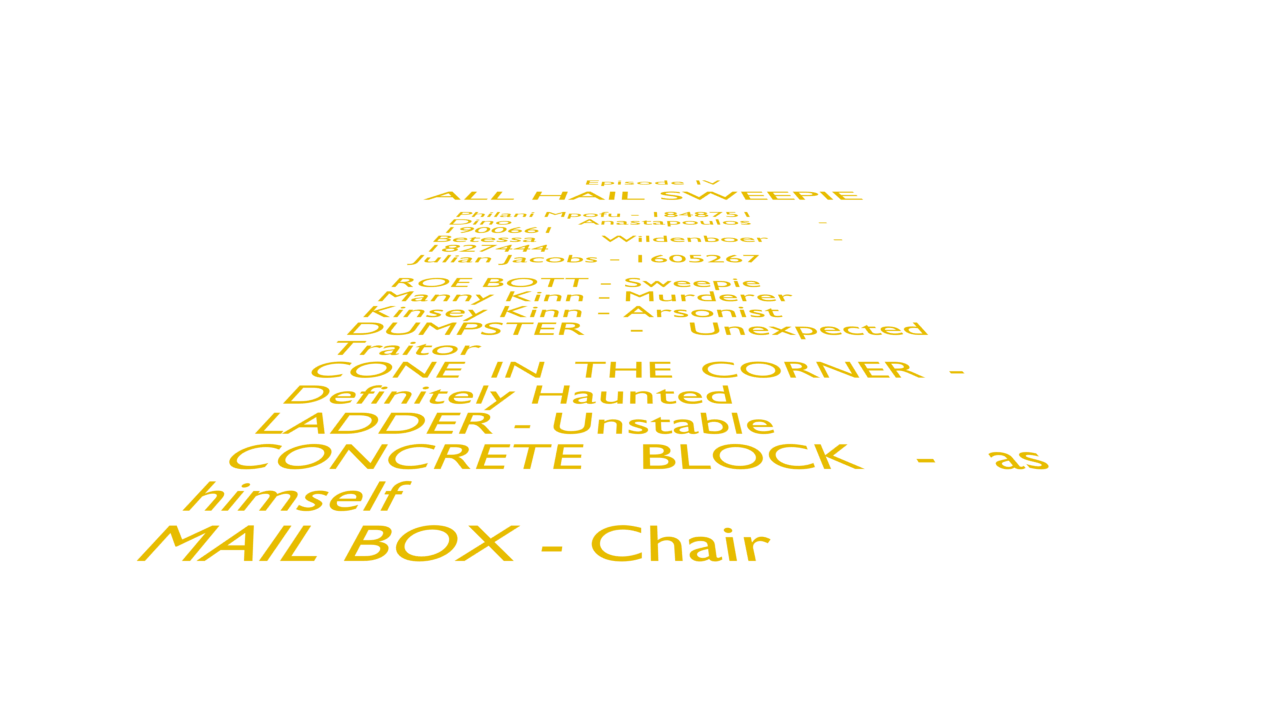 Episode IV
ALL HAIL SWEEPIE
Philani Mpofu - 1848751
Dino Anastapoulos -
1900661
Betessa Wildenboer -
1827444
Julian Jacobs - 1605267
ROE BOTT - Sweepie
Manny Kinn - Murderer
Kinsey Kinn - Arsonist
DUMPSTER - Unexpected
Traitor
CONE IN THE CORNER -
Definitely Haunted
LADDER - Unstable
CONCRETE BLOCK - as
himself
MAIL BOX - Chair